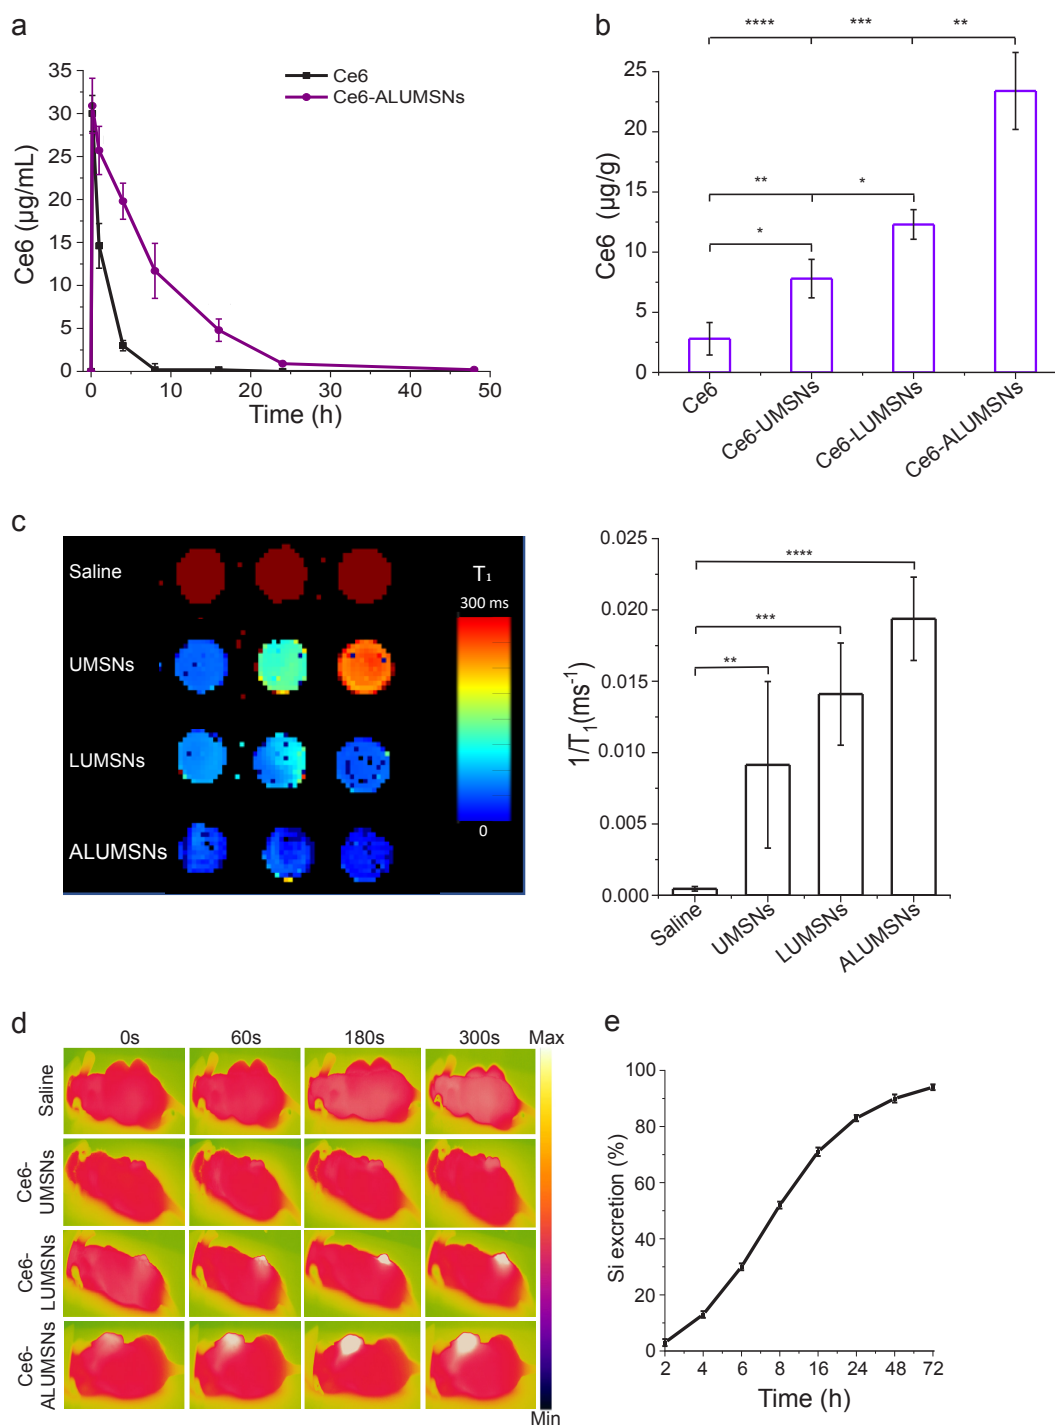 a
Ce6 (µg/mL)
35
30
25
20
15
10
5
0
Ce6
Ce6-ALUMSNs
0
10
20
30
40
50
Time (h)
b
**** *** **
** *
*
Ce6 (µg/g)
25
20
15
10
5
0
Ce6
Ce6-UMSNs
Ce6-LUMSNs
Ce6-ALUMSNs
c
Saline
UMSNs
LUMSNs
ALUMSNs
T1
300 ms
0
****
***
**
1/T1(ms-1)
0.025
0.020
0.015
0.010
0.005
0.000
Saline
UMSNs
LUMSNs
ALUMSNs
d
0s 60s 180s 300s
Max
Min
Saline
Ce6-
UMSNs
Ce6-
LUMSNs
Ce6-
ALUMSNs
e
Si excretion (%)
100
80
60
40
20
0
2 4 6 8 16 24 48 72
Time (h)